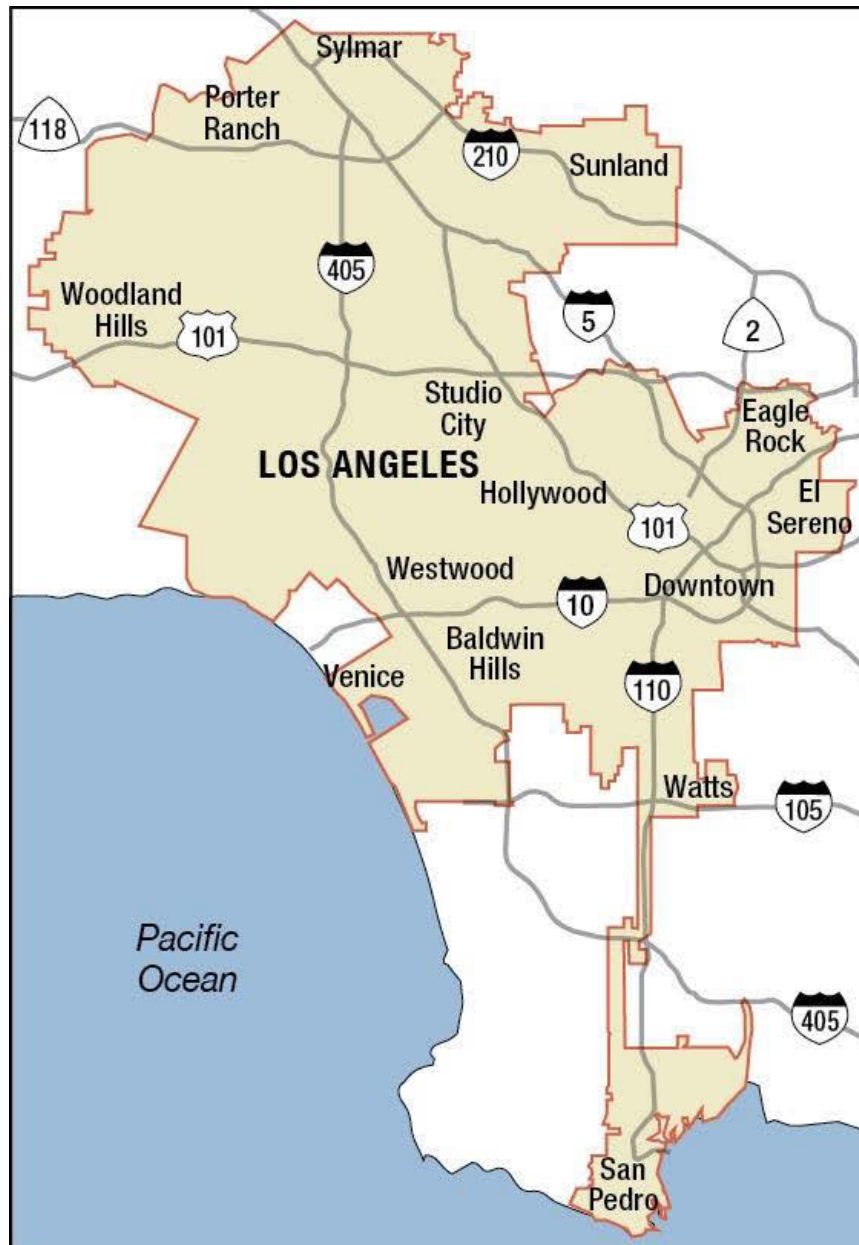 Sylmar
Porter
Ranch
118
210
Sunland
405
Woodland
Hills
101
5
2
Studio
City
Eagle
Rock
LOS ANGELES
Hollywood
El
Sereno
101
Westwood
10
Downtown
Baldwin
Hills
Venice
110
Watts
105
Pacific
Ocean
405
San
Pedro